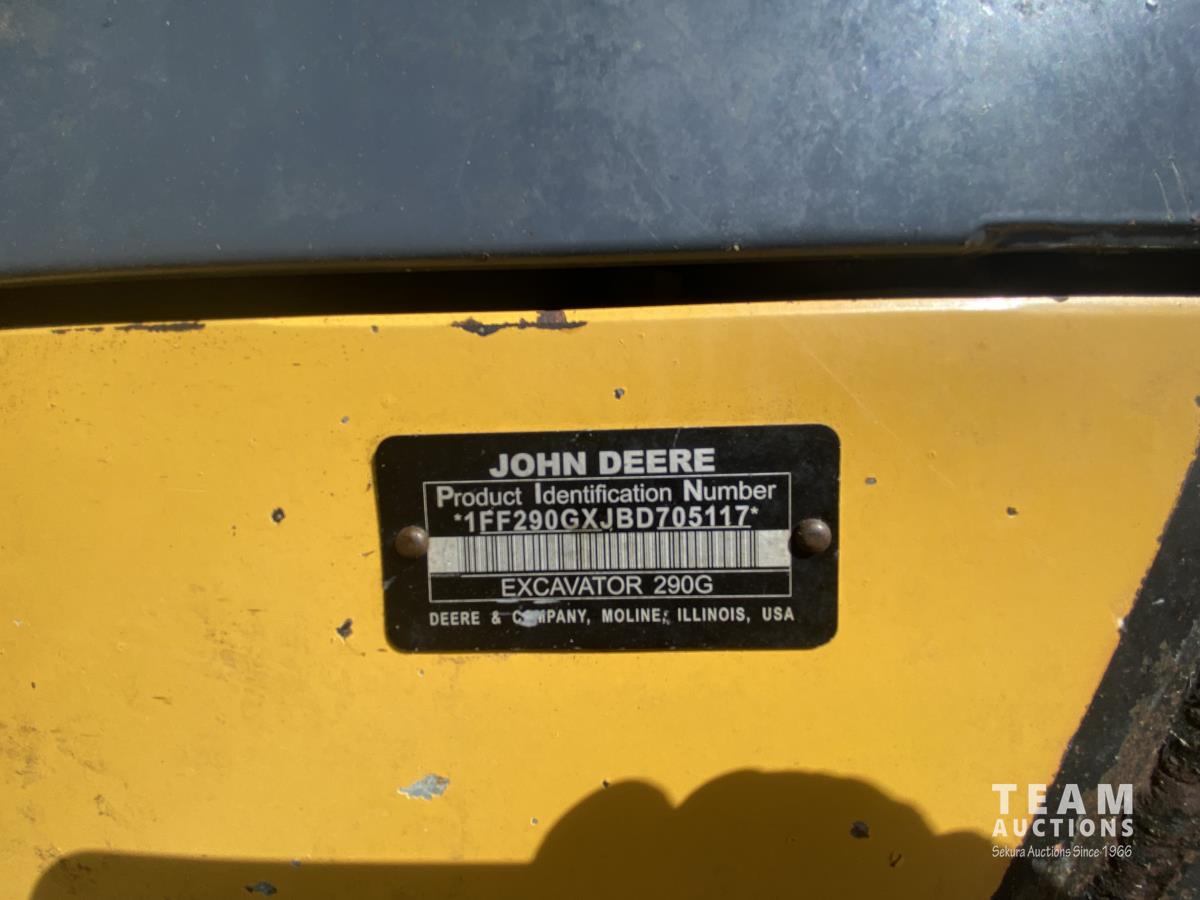 JOHN DEERE
Product Identification Number
*1FF290GXJBD705117*
EXCAVATOR 290G
DEERE & COMPANY, MOLINE, ILLINOIS, USA
TEAM
AUCTIONS
Sekura Auctions Since 1966